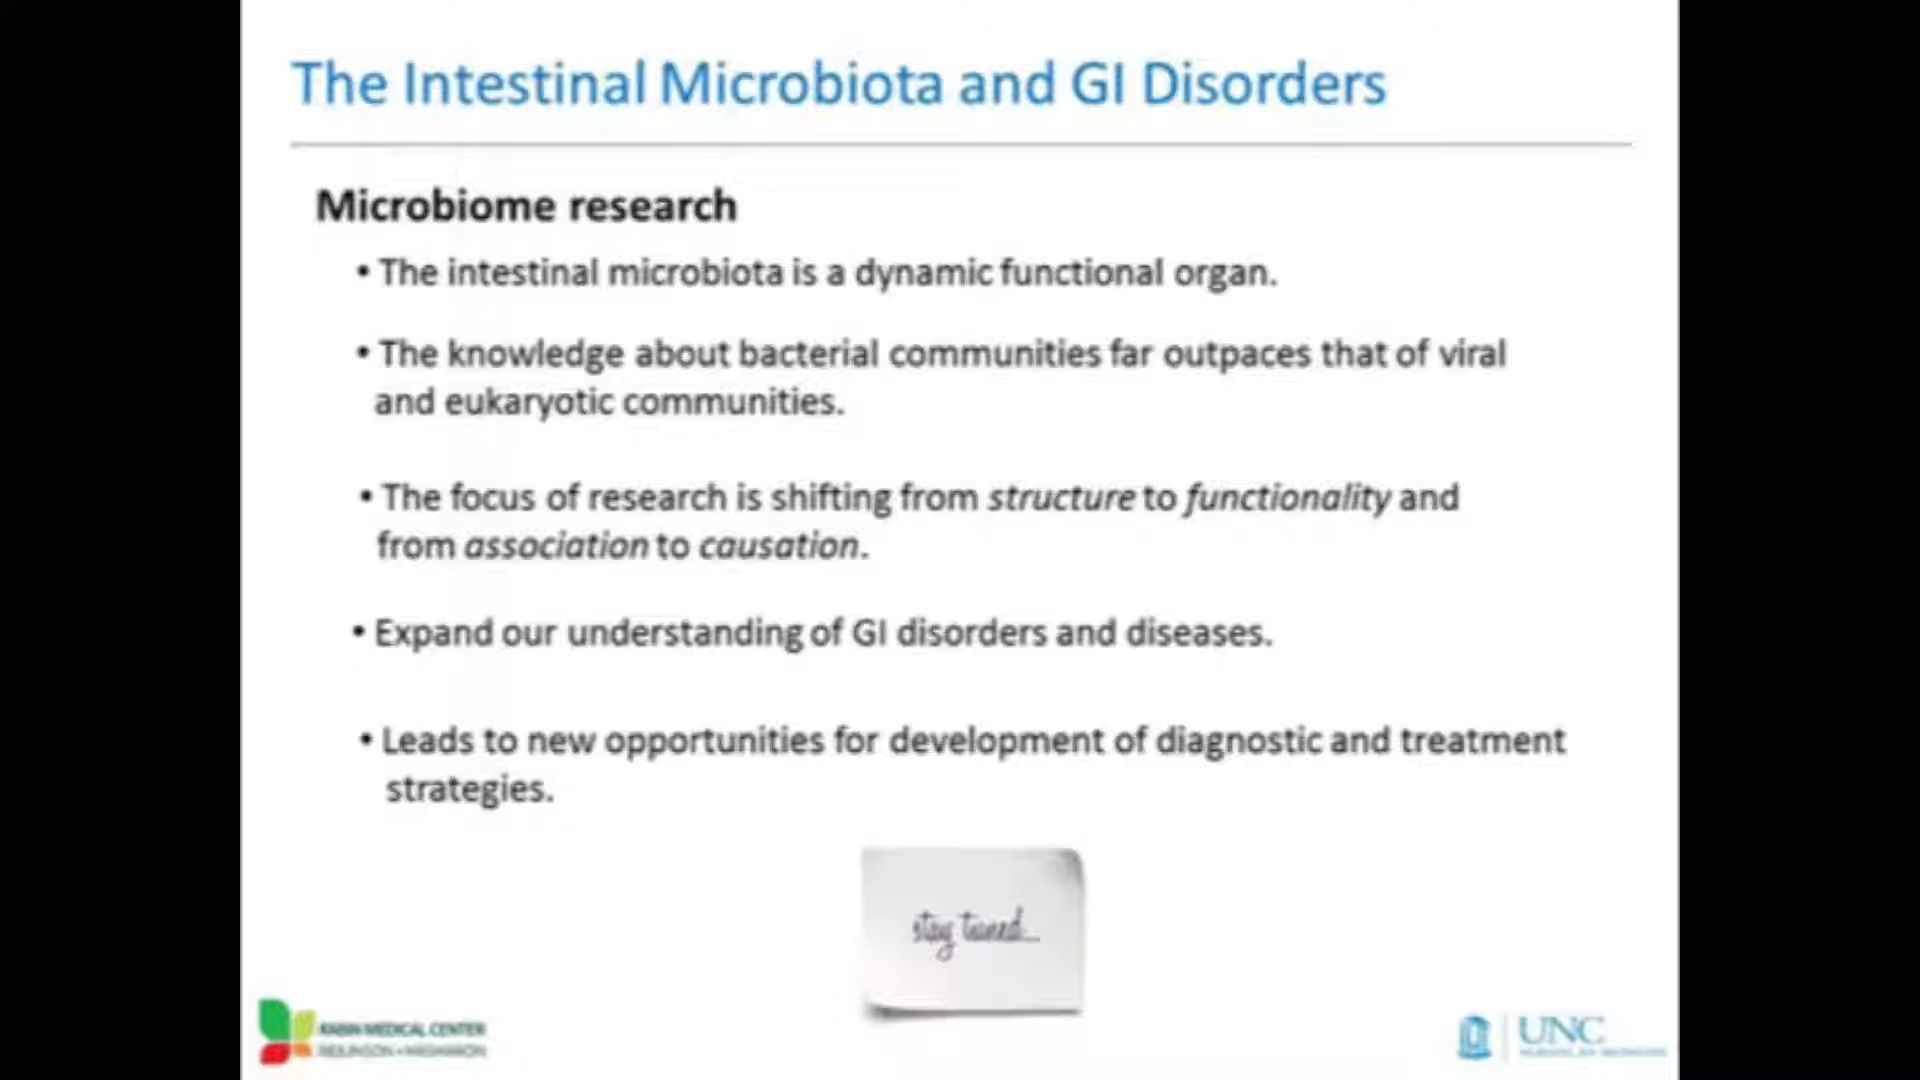 The Intestinal Microbiota and GI Disorders
Microbiome research
• The intestinal microbiota is a dynamic functional organ.
• The knowledge about bacterial communities far outpaces that of viral
and eukaryotic communities.
• The focus of research is shifting from structure to functionality and
from association to causation.
• Expand our understanding of GI disorders and diseases.
• Leads to new opportunities for development of diagnostic and treatment
strategies.
stay tuned...
RABIN MEDICAL CENTER
UNC